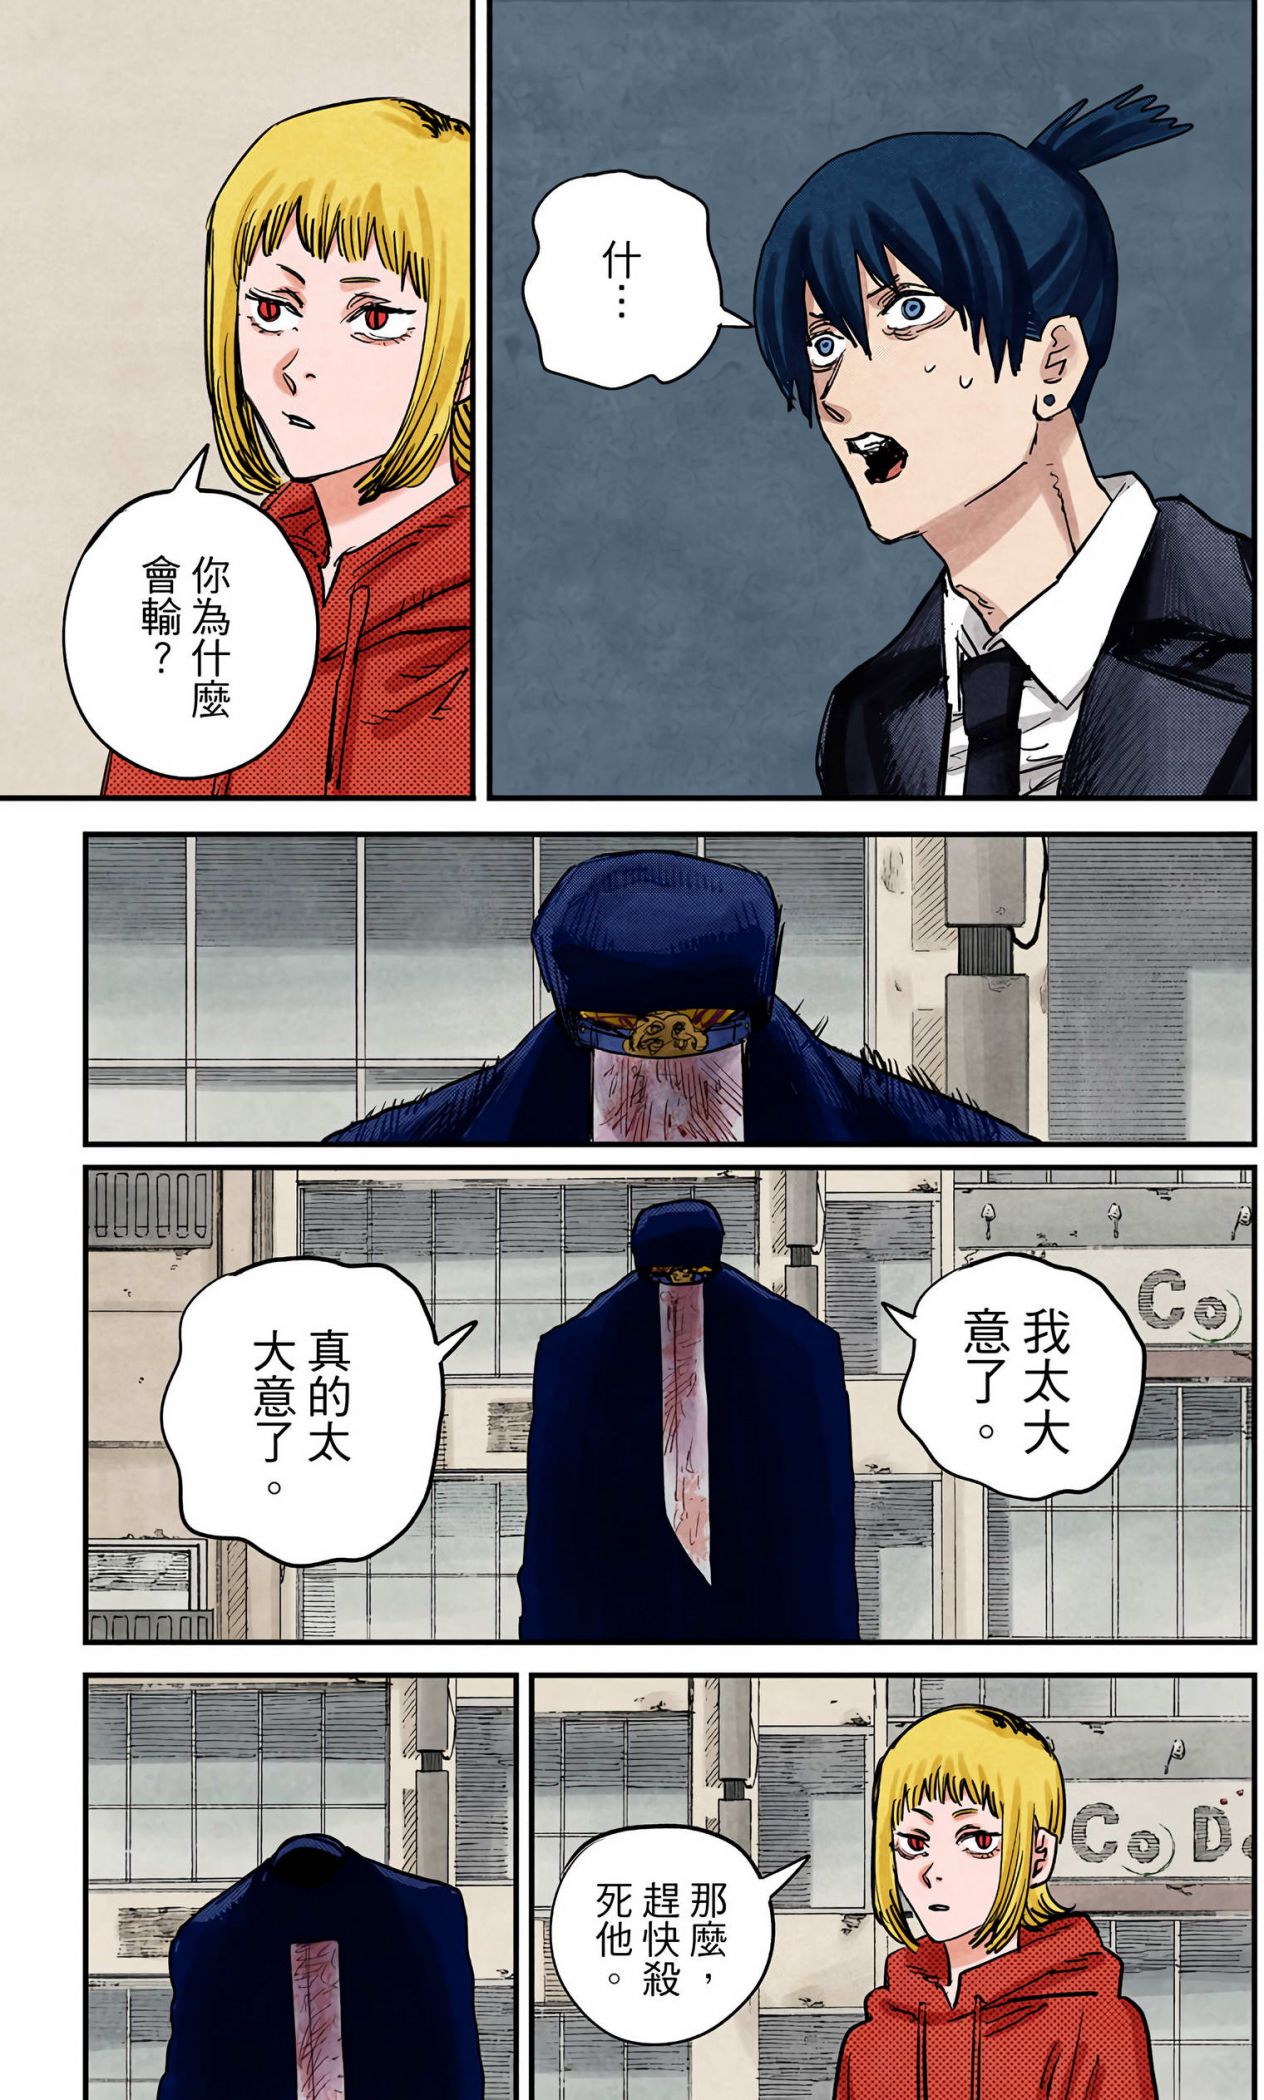 什…
你為什麼
會輸？
我太大
意了。
真的太
大意了。
Co
那麼，
趕快殺
死他。
Co D